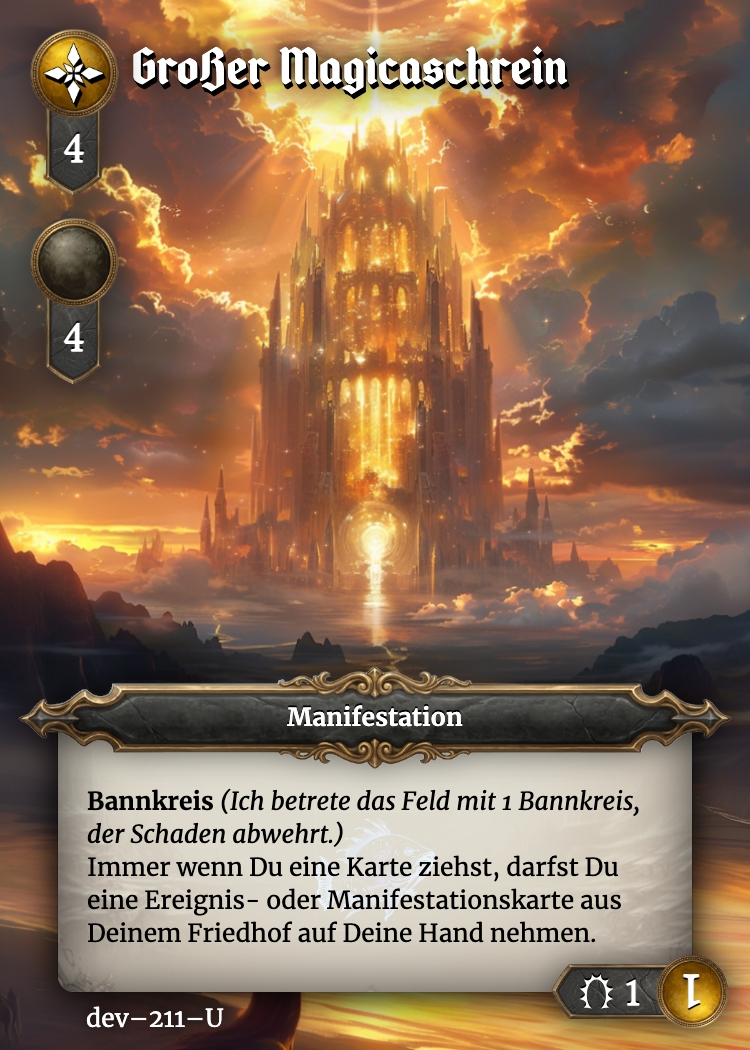 Großer Magicaschrein
4
4
Manifestation
Bannkreis (Ich betrete das Feld mit 1 Bannkreis,
der Schaden abwehrt.)
Immer wenn Du eine Karte ziehst, darfst Du
eine Ereignis- oder Manifestationskarte aus
Deinem Friedhof auf Deine Hand nehmen.
1
dev–211–U